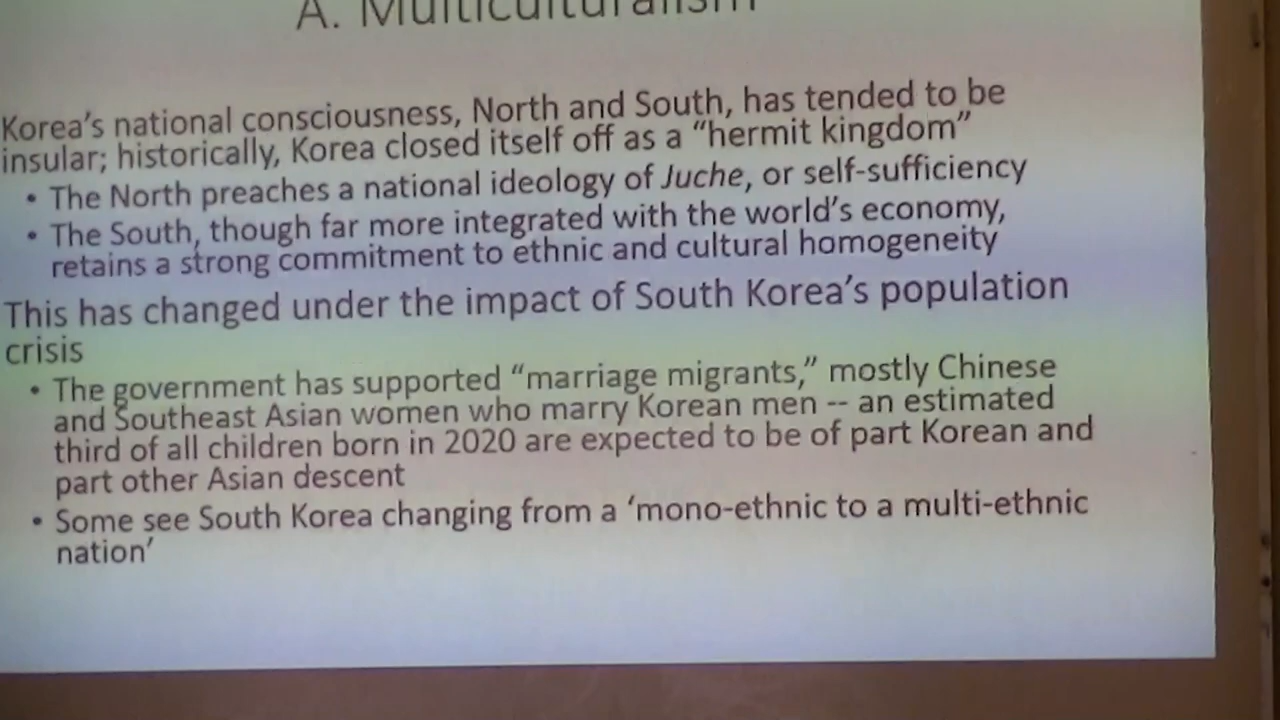 A. Multiculturalism
Korea's national consciousness, North and South, has tended to be
insular; historically, Korea closed itself off as a “hermit kingdom”
• The North preaches a national ideology of Juche, or self-sufficiency
• The South, though far more integrated with the world's economy,
retains a strong commitment to ethnic and cultural homogeneity
This has changed under the impact of South Korea's population
crisis
• The government has supported “marriage migrants,” mostly Chinese
and Southeast Asian women who marry Korean men -- an estimated
third of all children born in 2020 are expected to be of part Korean and
part other Asian descent
• Some see South Korea changing from a ‘mono-ethnic to a multi-ethnic
nation’